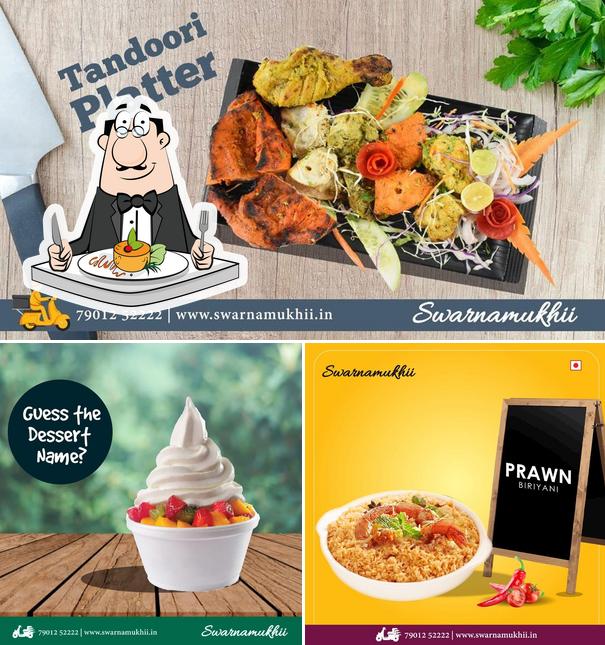 Tandoori
Platter
79012 52222 | www.swarnamukhii.in
Swarnamukhii
Guess the
Dessert
Name?
79012 52222 | www.swarnamukhii.in
Swarnamukhii
Swarnamukhii
PRAWN
BIRIYANI
79012 52222 | www.swarnamukhii.in